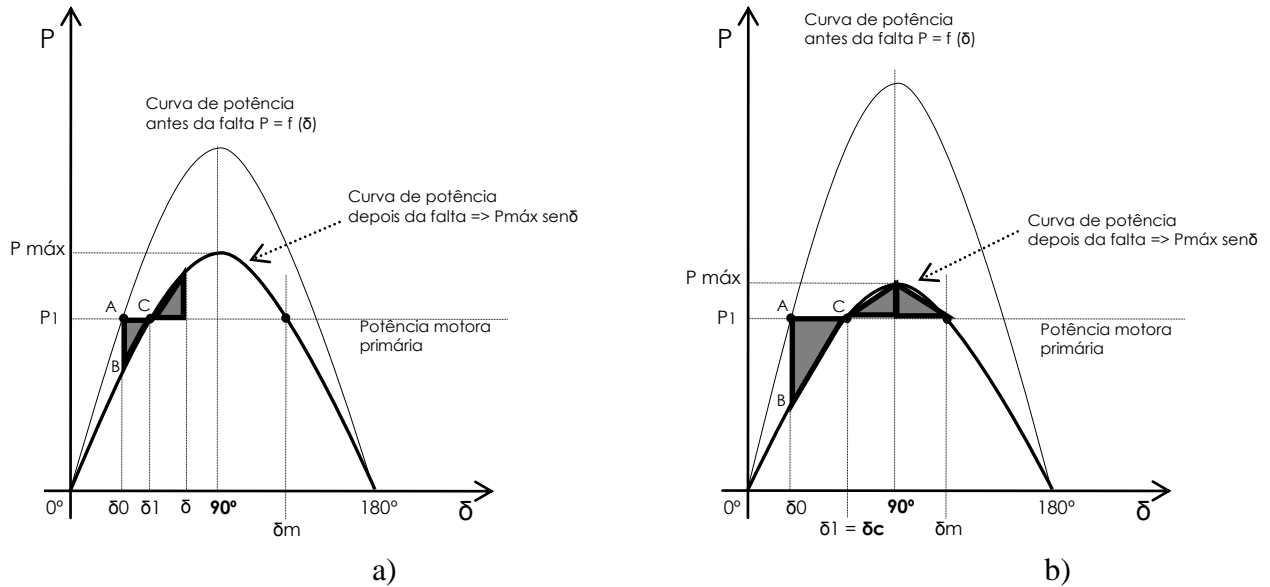 P
Curva de potência
antes da falta P = f (δ)
Curva de potência
depois da falta => Pmáx senδ
P máx
A
C
P1
B
Potência motora
primária
0º
δ0
δ1
δ
90º
180º
δ
δm
a)
Curva de potência
antes da falta P = f (δ)
P
Curva de potência
depois da falta => Pmáx senδ
P máx
A
C
P1
B
Potência motora
primária
0º
δ0
90º
180º
δ
δ1 = δc
δm
b)